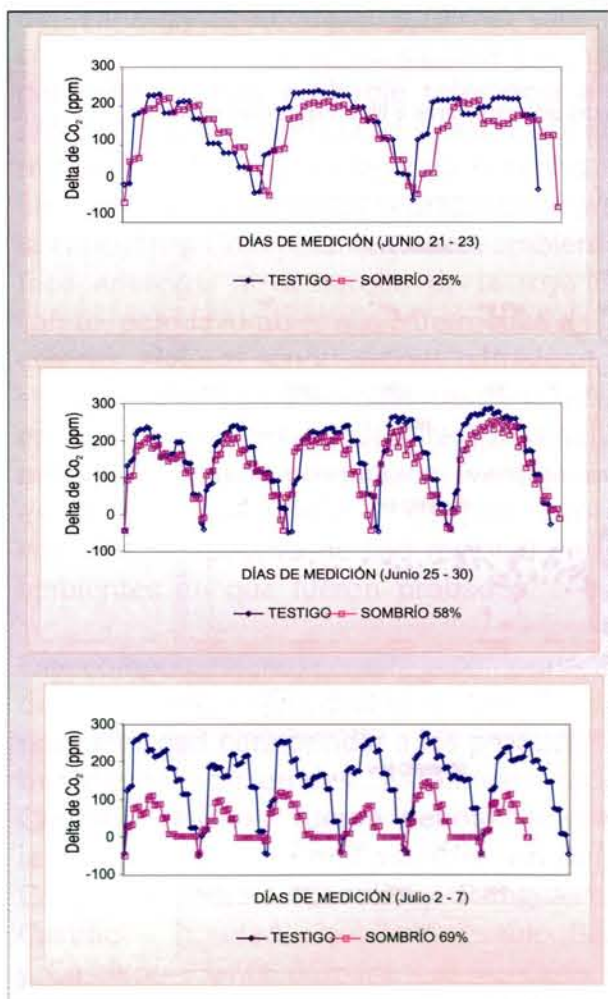 300
200
100
0
-100
Delta de Co₂ (ppm)
DÍAS DE MEDICIÓN (JUNIO 21 - 23)
TESTIGO SOMBRÍO 25%
300
200
100
0
-100
Delta de Co₂ (ppm)
DÍAS DE MEDICIÓN (Junio 25 - 30)
TESTIGO SOMBRÍO 58%
300
200
100
0
-100
Delta de Co₂ (ppm)
DÍAS DE MEDICIÓN (Julio 2 - 7)
TESTIGO SOMBRÍO 69%